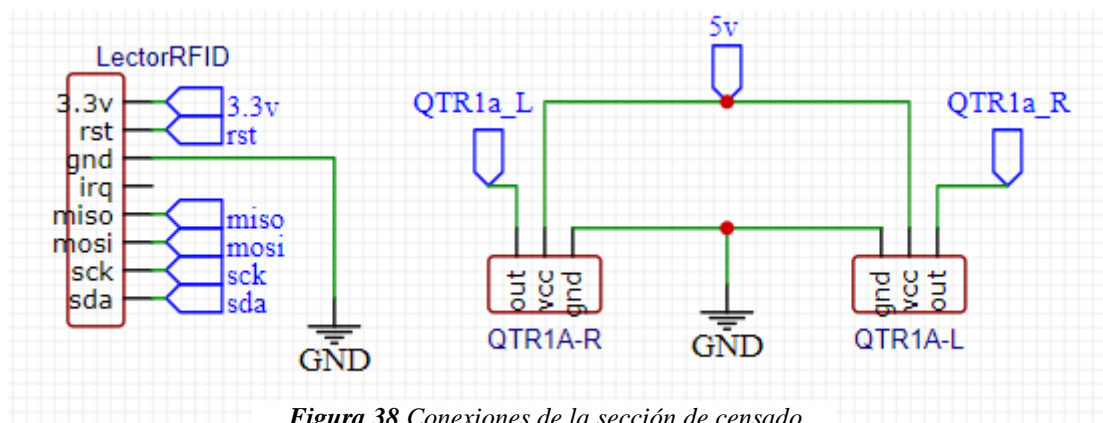 LectorRFID
3.3v
rst
gnd
irq
miso
mosi
sck
sda
3.3v
rst
miso
mosi
sck
sda
GND
5v
QTR1a_L
QTR1a_R
out
vcc
gnd
QTR1A-R
GND
gnd
vcc
out
QTR1A-L
Figura 38 Conexiones de la sección de censado